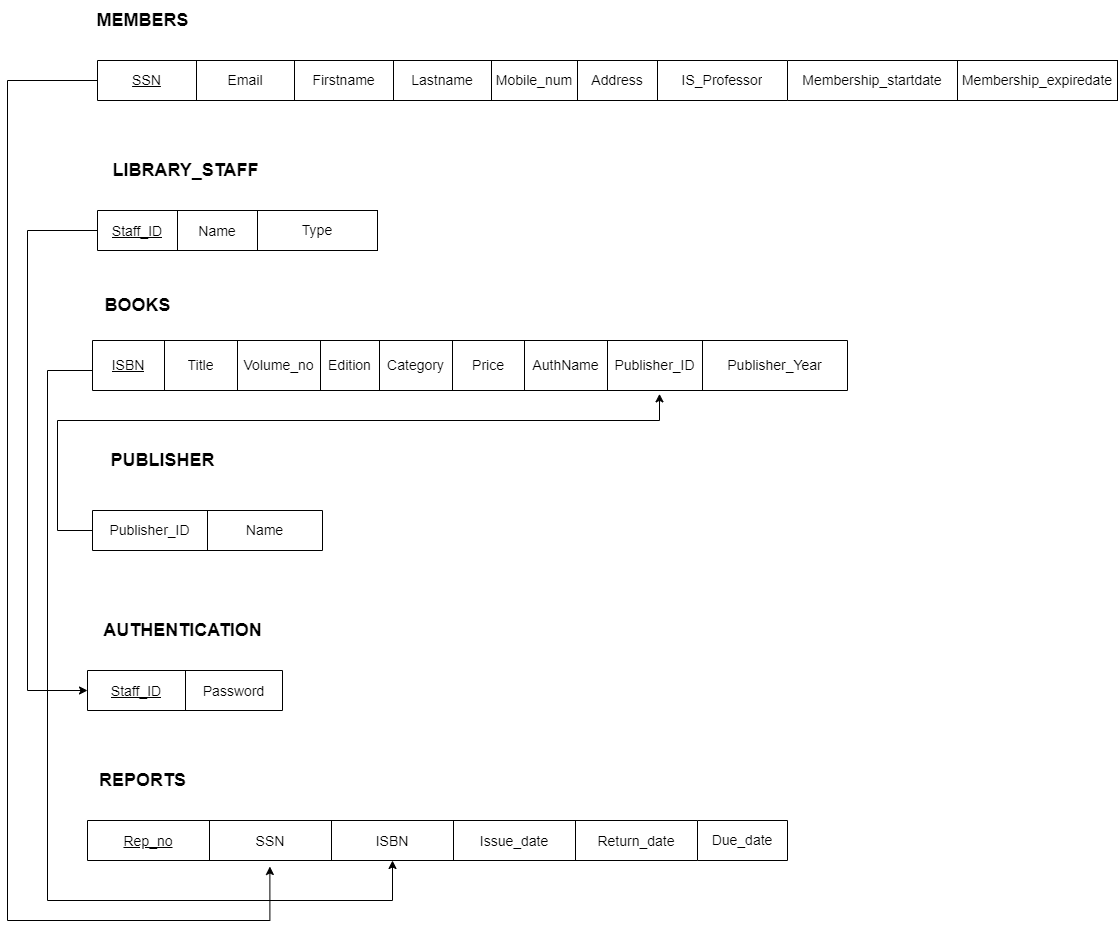 MEMBERS
SSN Email Firstname Lastname Mobile_num Address IS_Professor Membership_startdate Membership_expiredate
LIBRARY_STAFF
Staff_ID Name Type
BOOKS
ISBN Title Volume_no Edition Category Price AuthName Publisher_ID Publisher_Year
PUBLISHER
Publisher_ID Name
AUTHENTICATION
Staff_ID Password
REPORTS
Rep_no SSN ISBN Issue_date Return_date Due_date